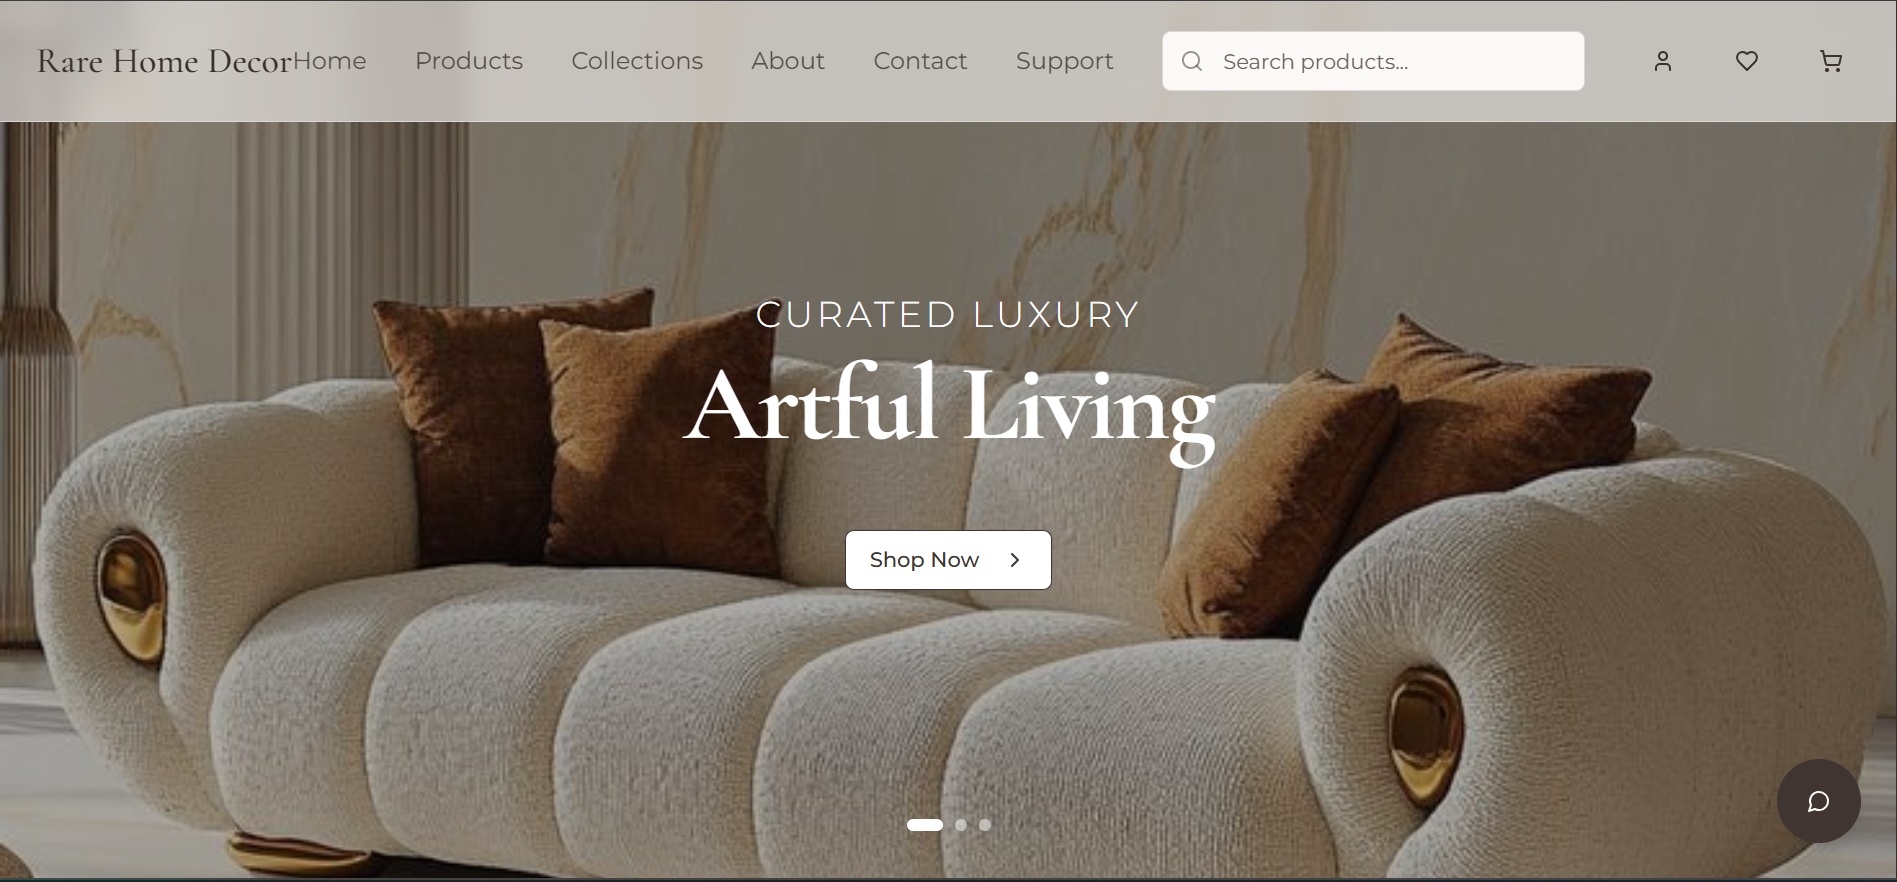 Rare Home Decor Home Products Collections About Contact Support Search products...
CURATED LUXURY
Artful Living
Shop Now